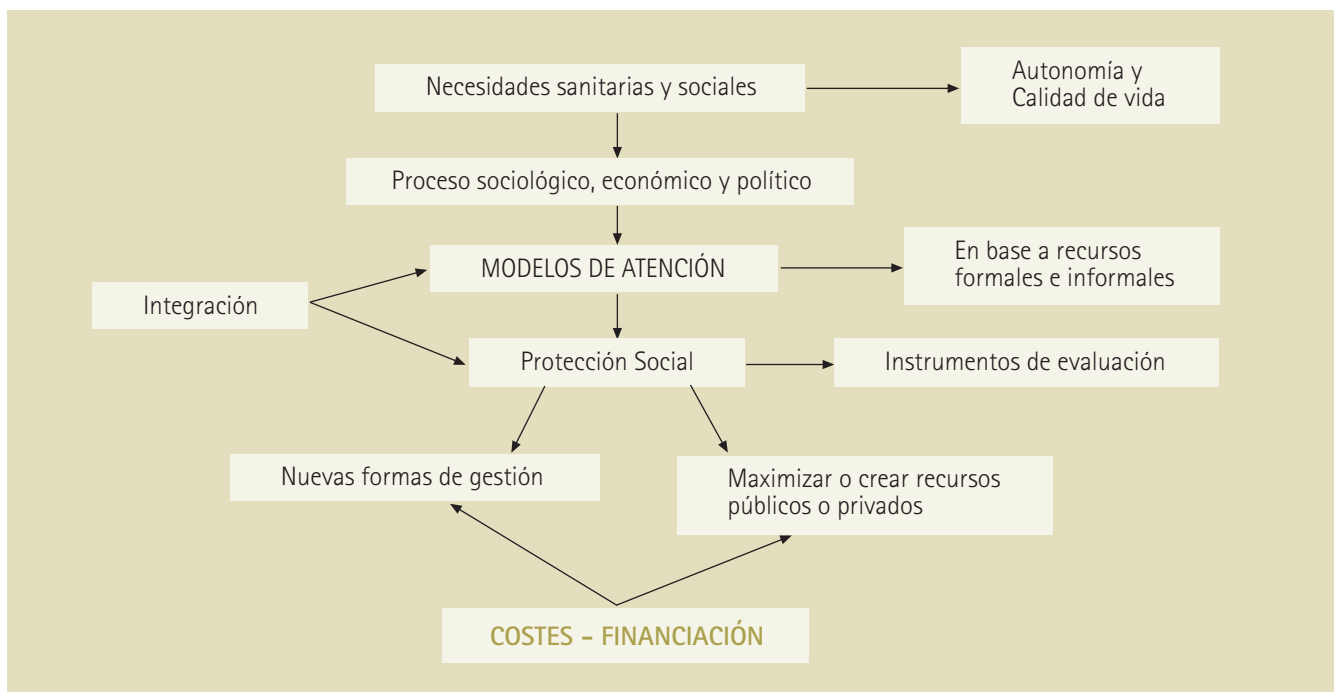 Necesidades sanitarias y sociales
Autonomía y
Calidad de vida
Proceso sociológico, económico y político
MODELOS DE ATENCIÓN
En base a recursos
formales e informales
Integración
Protección Social
Instrumentos de evaluación
Nuevas formas de gestión
Maximizar o crear recursos
públicos o privados
COSTES - FINANCIACIÓN